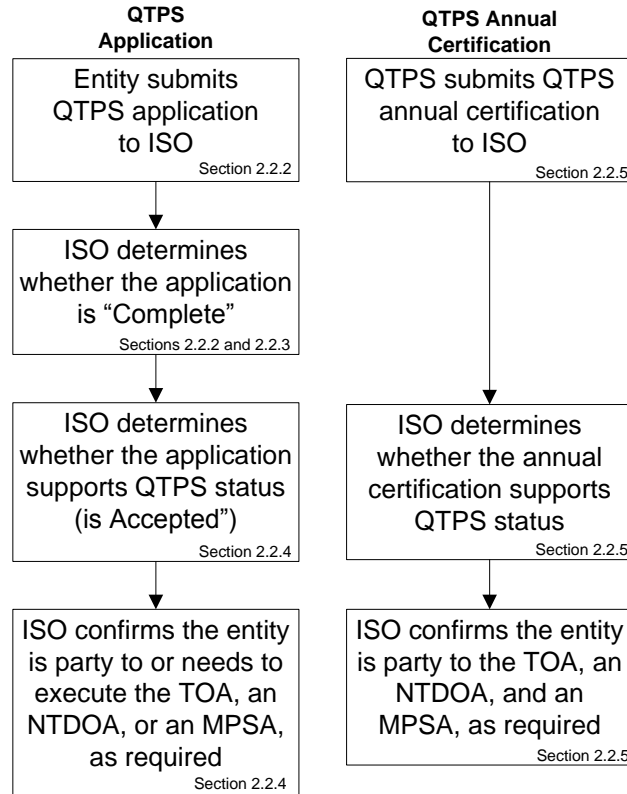 QTPS
Application
Entity submits
QTPS application
to ISO
Section 2.2.2
ISO determines
whether the application
is “Complete”
Sections 2.2.2 and 2.2.3
ISO determines
whether the application
supports QTPS status
(is Accepted”)
Section 2.2.4
ISO confirms the entity
is party to or needs to
execute the TOA, an
NTDOA, or an MPSA,
as required
Section 2.2.4
QTPS Annual
Certification
QTPS submits QTPS
annual certification
to ISO
Section 2.2.5
ISO determines
whether the annual
certification supports
QTPS status
Section 2.2.5
ISO confirms the entity
is party to the TOA, an
NTDOA, and an
MPSA, as required
Section 2.2.5